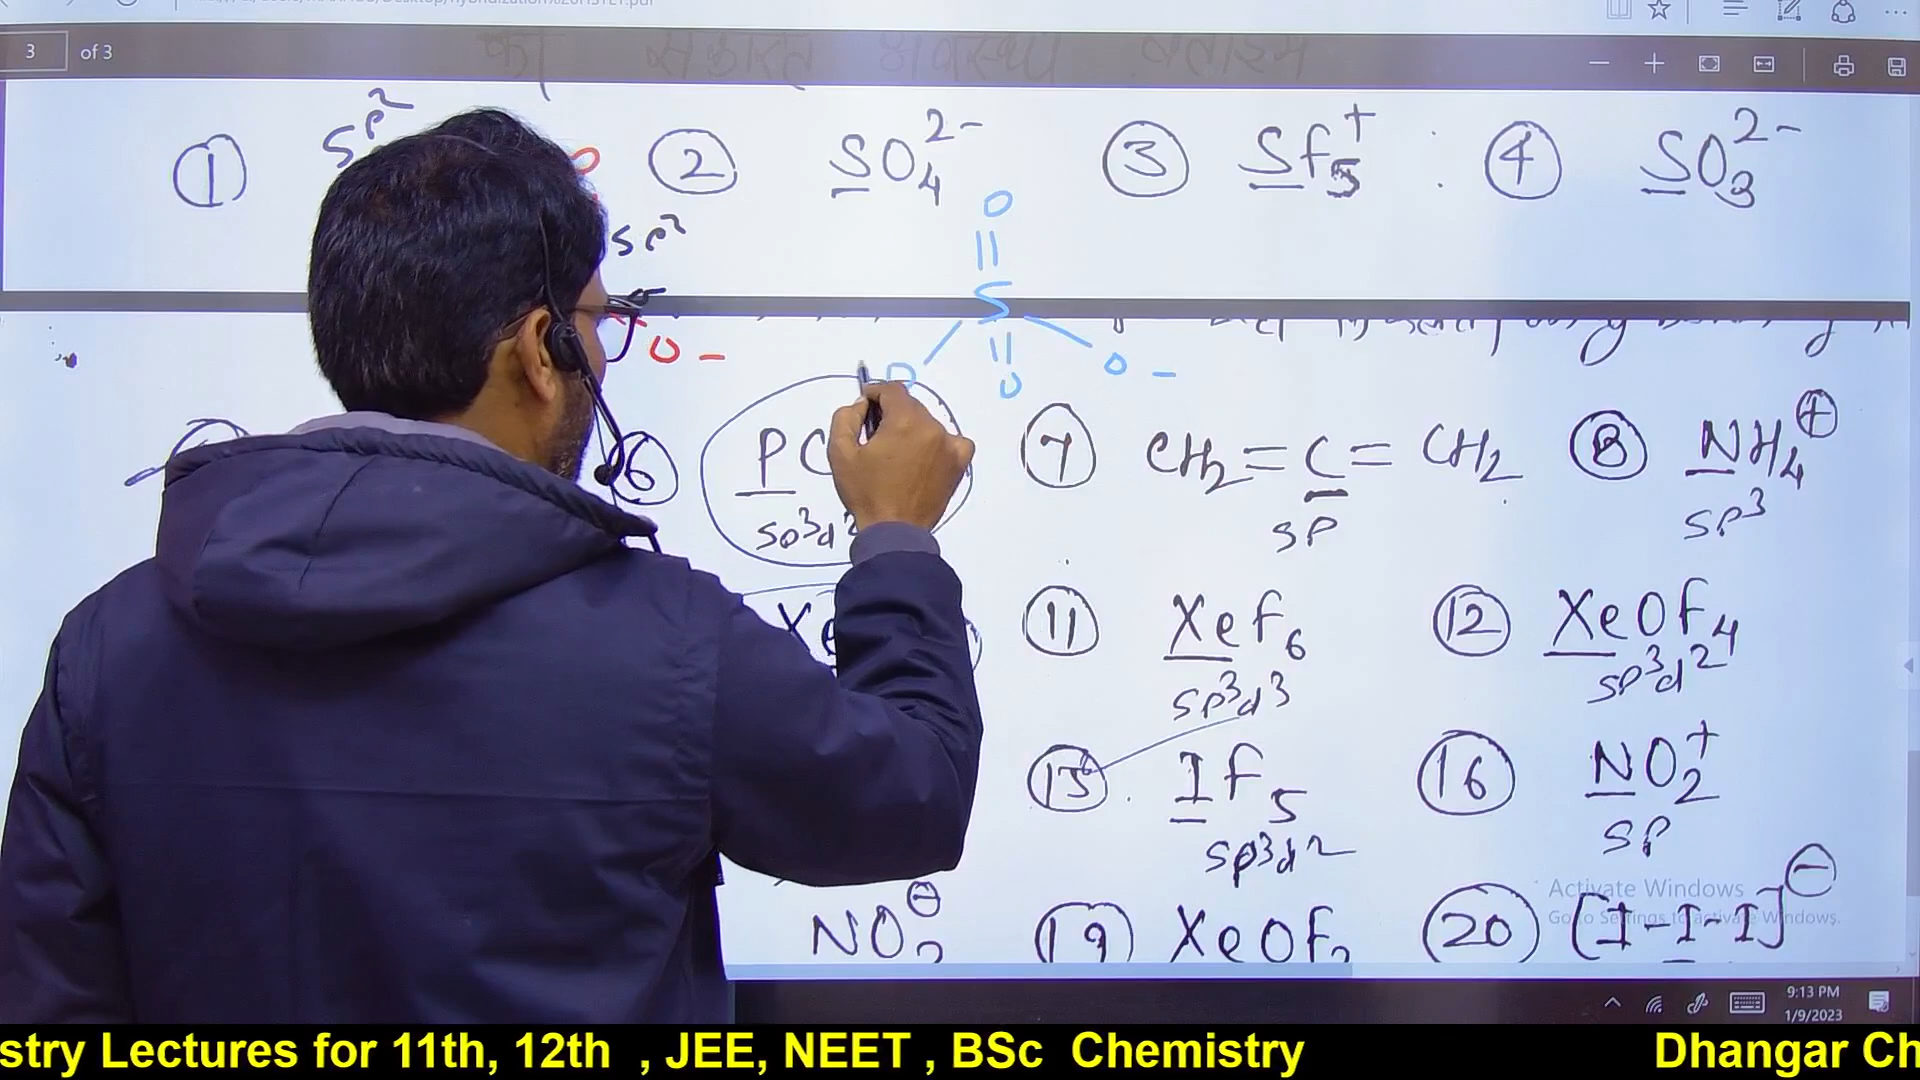 3 of 3
का
① sp² ② SO₄²⁻ ③ SF₅⁺ ④ SO₃²⁻
O
sp²
O
S
O –
O O O –
⑥ PC ⑦ CH₂=C=CH₂ ⑧ NH₄⊕
sp³d² sp sp³
Xe ⑪ XeF₆ ⑫ XeOF₄
sp³d³ sp³d²
⑮ IF₅ ⑯ NO₂⁺
sp³d² sp
Activate Windows
Go to Settings to activate Windows.
NO₂⊖ ⑲ XeOF₂ ⑳ [I-I-I]⊖
9:13 PM
1/9/2023
stry Lectures for 11th, 12th , JEE, NEET , BSc Chemistry Dhangar Ch